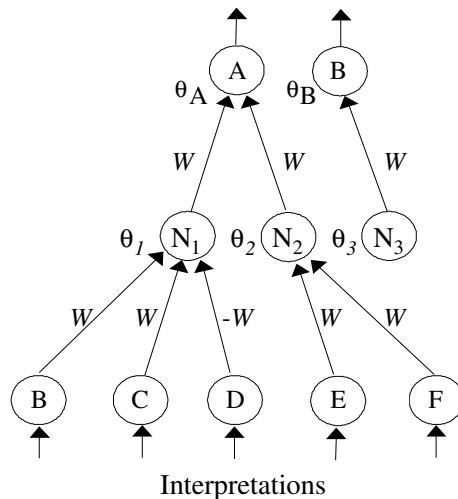 A B
θA θB
W W W
θ1 N1 θ2 N2 θ3 N3
W W -W W W
B C D E F
Interpretations